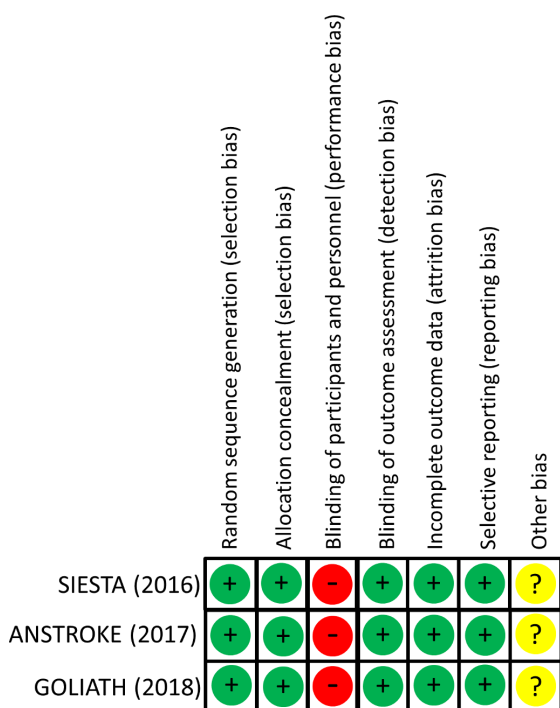 Random sequence generation (selection bias)
Allocation concealment (selection bias)
Blinding of participants and personnel (performance bias)
Blinding of outcome assessment (detection bias)
Incomplete outcome data (attrition bias)
Selective reporting (reporting bias)
Other bias
SIESTA (2016) + + - + + + ?
ANSTROKE (2017) + + - + + + ?
GOLIATH (2018) + + - + + + ?